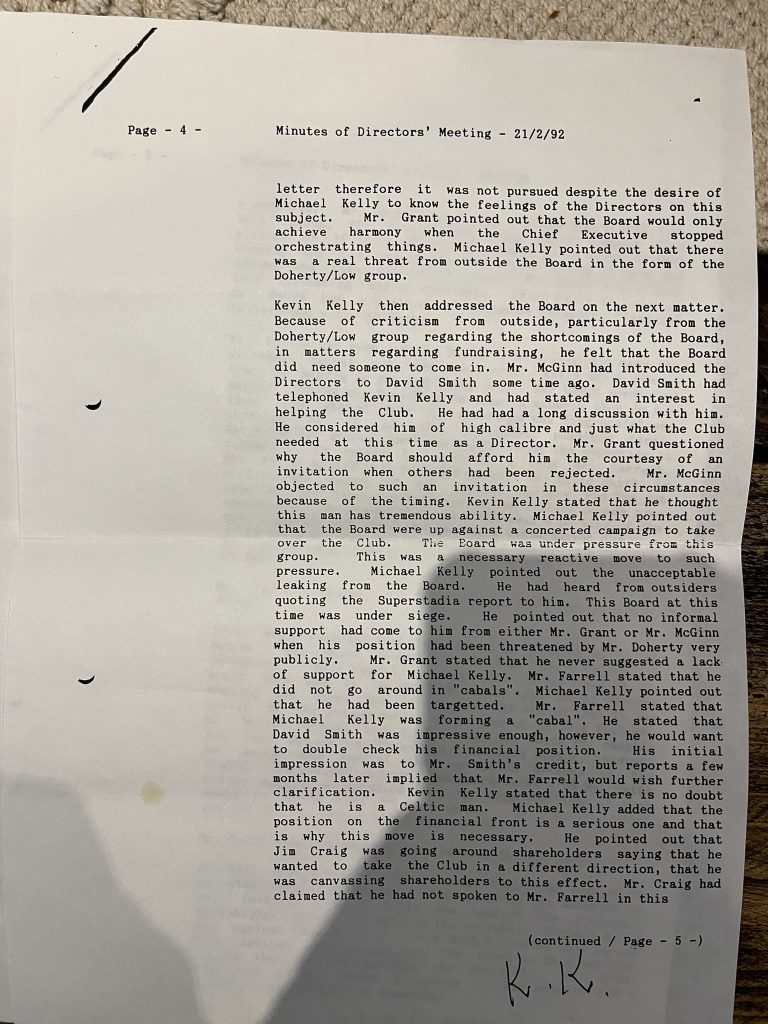 Page - 4 - Minutes of Directors' Meeting - 21/2/92
letter therefore it was not pursued despite the desire of
Michael Kelly to know the feelings of the Directors on this
subject. Mr. Grant pointed out that the Board would only
achieve harmony when the Chief Executive stopped
orchestrating things. Michael Kelly pointed out that there
was a real threat from outside the Board in the form of the
Doherty/Low group.
Kevin Kelly then addressed the Board on the next matter.
Because of criticism from outside, particularly from the
Doherty/Low group regarding the shortcomings of the Board,
in matters regarding fundraising, he felt that the Board
did need someone to come in. Mr. McGinn had introduced the
Directors to David Smith some time ago. David Smith had
telephoned Kevin Kelly and had stated an interest in
helping the Club. He had had a long discussion with him.
He considered him of high calibre and just what the Club
needed at this time as a Director. Mr. Grant questioned
why the Board should afford him the courtesy of an
invitation when others had been rejected. Mr. McGinn
objected to such an invitation in these circumstances
because of the timing. Kevin Kelly stated that he thought
this man has tremendous ability. Michael Kelly pointed out
that the Board were up against a concerted campaign to take
over the Club. The Board was under pressure from this
group. This was a necessary reactive move to such
pressure. Michael Kelly pointed out the unacceptable
leaking from the Board. He had heard from outsiders
quoting the Superstadia report to him. This Board at this
time was under siege. He pointed out that no informal
support had come to him from either Mr. Grant or Mr. McGinn
when his position had been threatened by Mr. Doherty very
publicly. Mr. Grant stated that he never suggested a lack
of support for Michael Kelly. Mr. Farrell stated that he
did not go around in "cabals". Michael Kelly pointed out
that he had been targetted. Mr. Farrell stated that
Michael Kelly was forming a "cabal". He stated that
David Smith was impressive enough, however, he would want
to double check his financial position. His initial
impression was to Mr. Smith's credit, but reports a few
months later implied that Mr. Farrell would wish further
clarification. Kevin Kelly stated that there is no doubt
that he is a Celtic man. Michael Kelly added that the
position on the financial front is a serious one and that
is why this move is necessary. He pointed out that
Jim Craig was going around shareholders saying that he
wanted to take the Club in a different direction, that he
was canvassing shareholders to this effect. Mr. Craig had
claimed that he had not spoken to Mr. Farrell in this
(continued / Page - 5 -)
K.K.